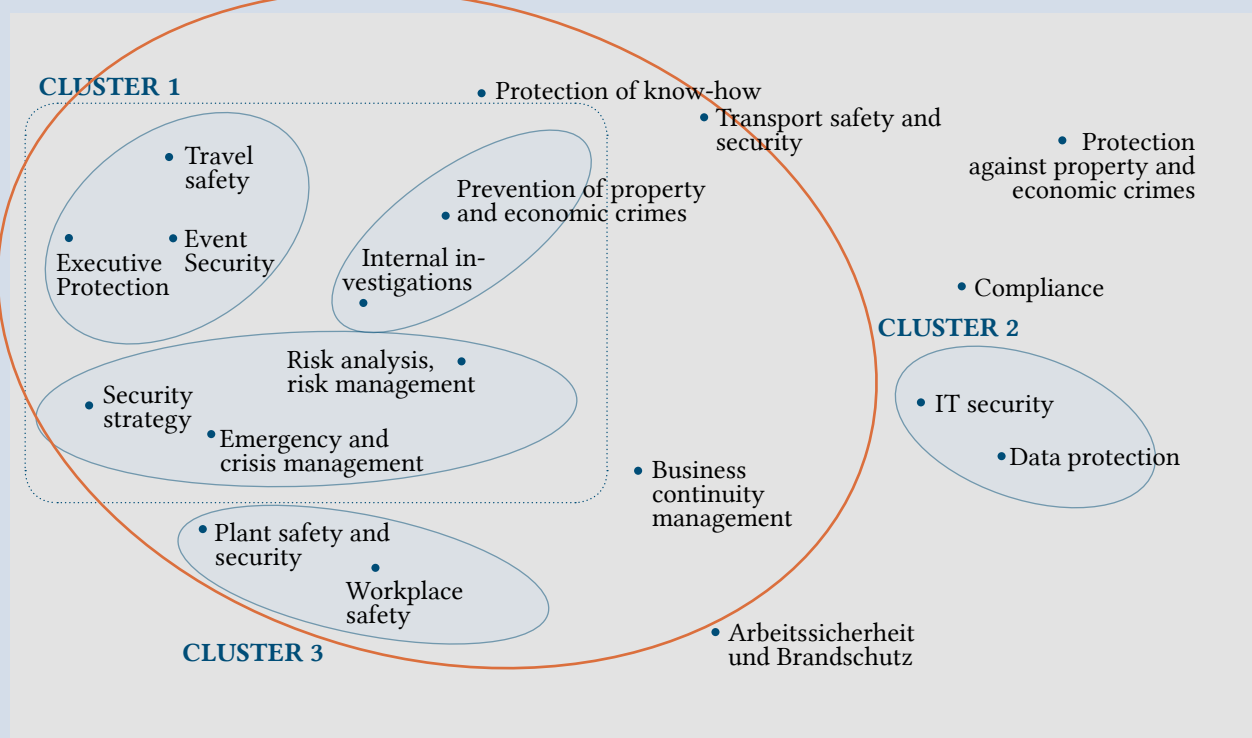 CLUSTER 1
Protection of know-how
Transport safety and
security
Protection
against property and
economic crimes
Travel
safety
Prevention of property
and economic crimes
Event
Security
Executive
Protection
Internal in-
vestigations
Compliance
CLUSTER 2
Risk analysis,
risk management
Security
strategy
IT security
Emergency and
crisis management
Data protection
Business
continuity
management
Plant safety and
security
Workplace
safety
CLUSTER 3
Arbeitssicherheit
und Brandschutz